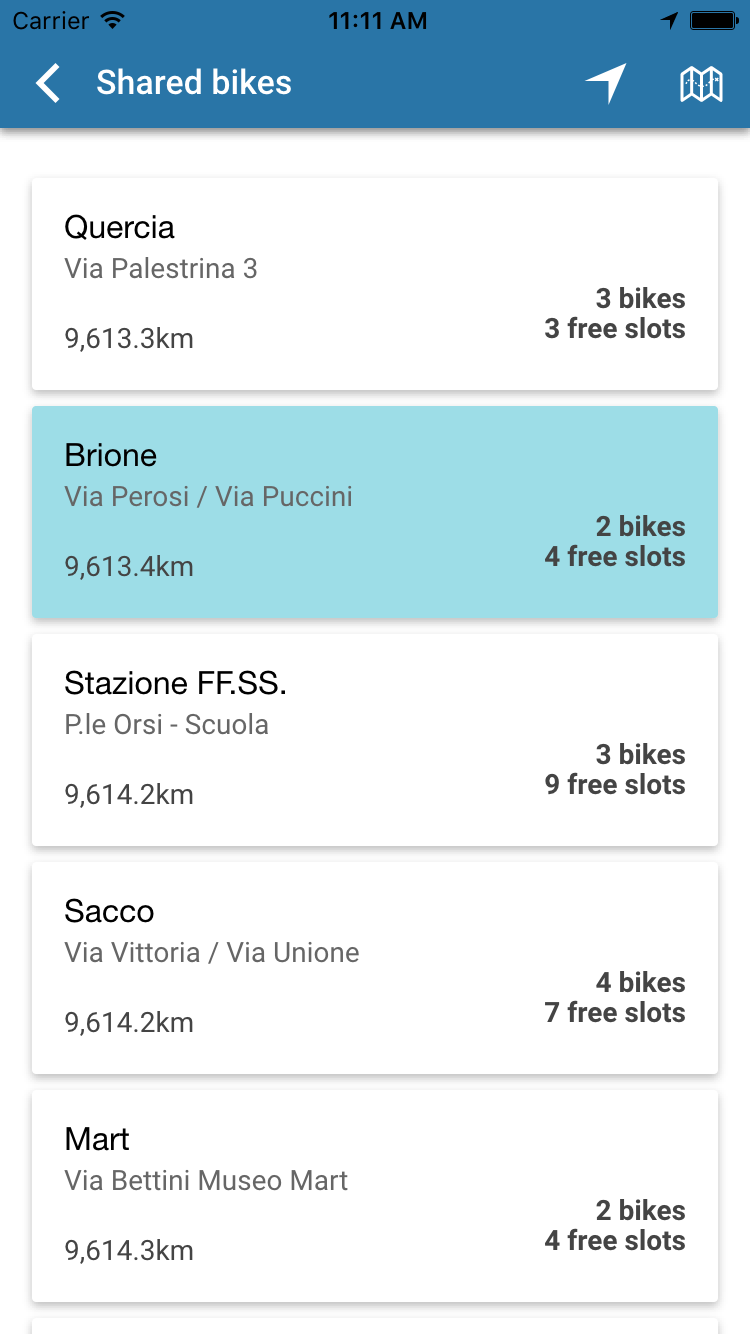 Carrier 11:11 AM
Shared bikes
Quercia
Via Palestrina 3
3 bikes
3 free slots
9,613.3km
Brione
Via Perosi / Via Puccini
2 bikes
4 free slots
9,613.4km
Stazione FF.SS.
P.le Orsi - Scuola
3 bikes
9 free slots
9,614.2km
Sacco
Via Vittoria / Via Unione
4 bikes
7 free slots
9,614.2km
Mart
Via Bettini Museo Mart
2 bikes
4 free slots
9,614.3km